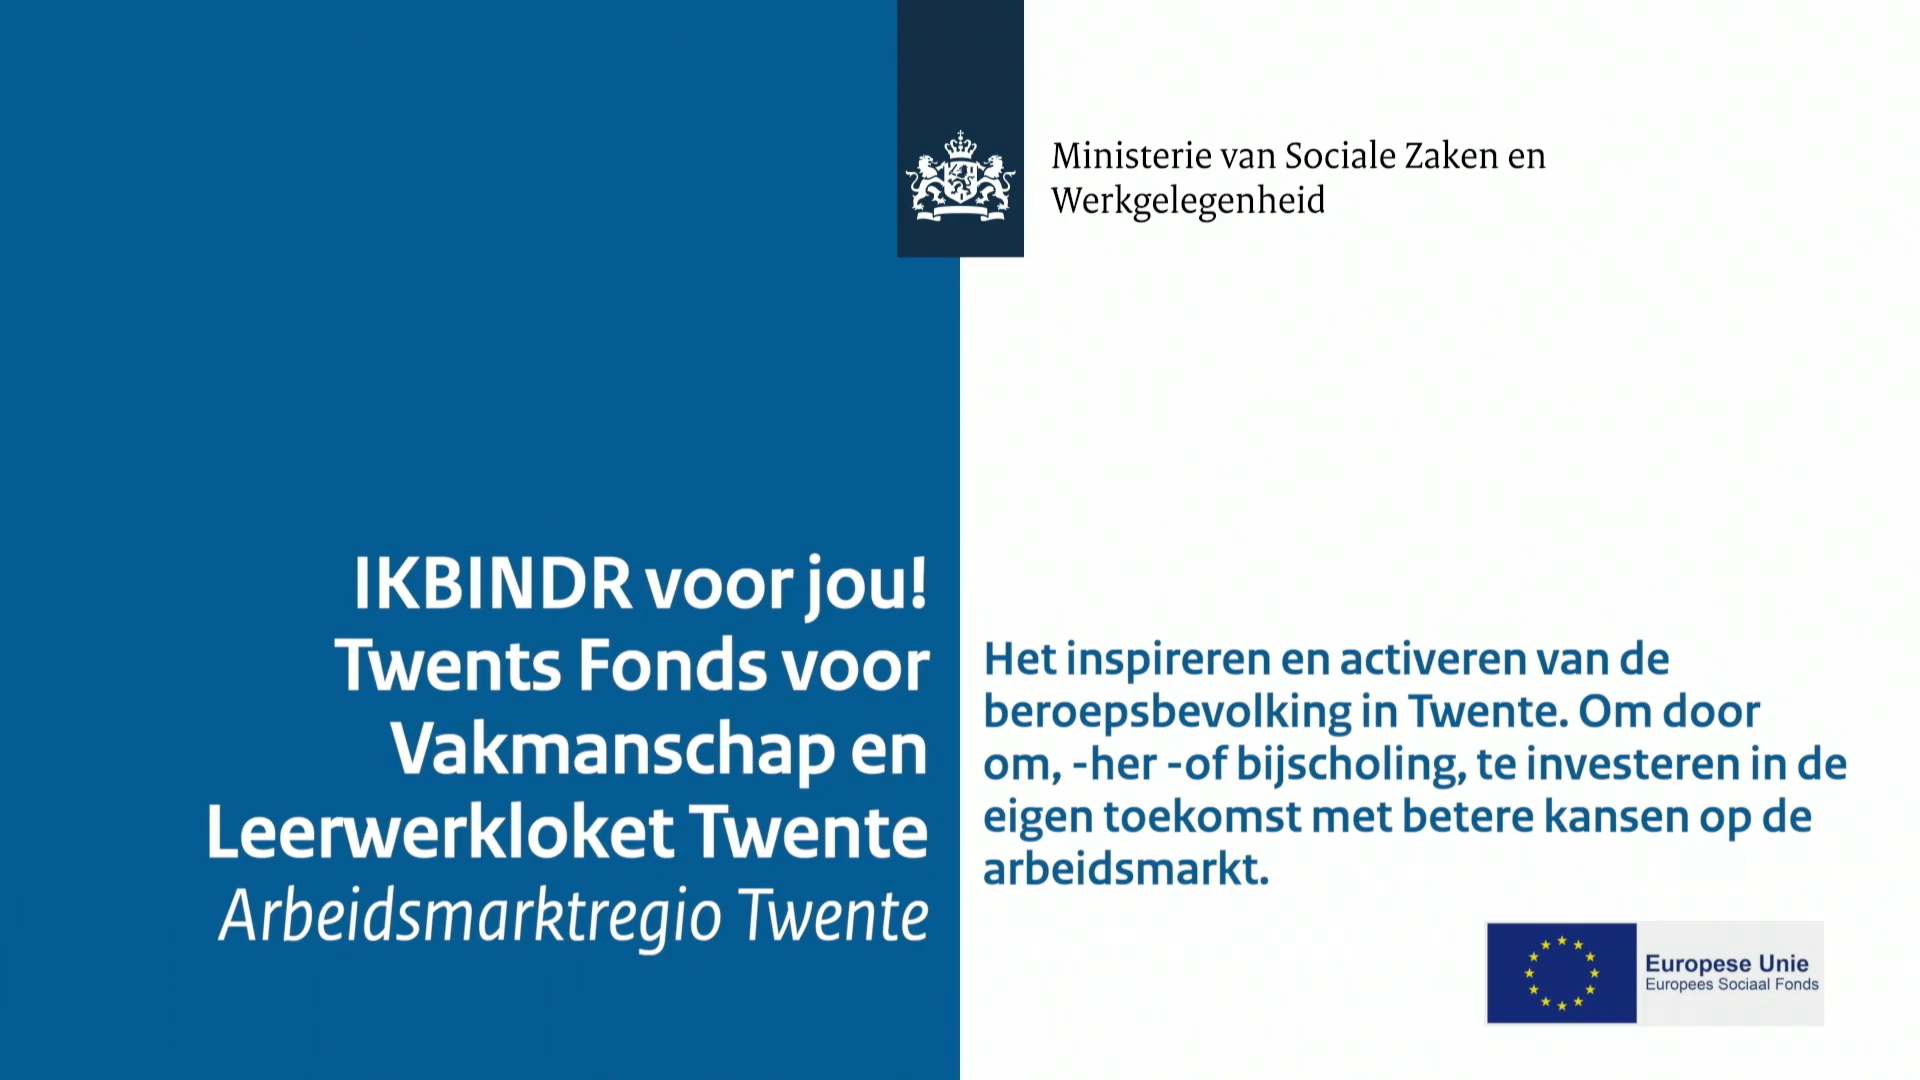 Ministerie van Sociale Zaken en
Werkgelegenheid
IKBINDR voor jou!
Twents Fonds voor
Vakmanschap en
Leerwerkloket Twente
Arbeidsmarktregio Twente
Het inspireren en activeren van de
beroepsbevolking in Twente. Om door
om, -her -of bijscholing, te investeren in de
eigen toekomst met betere kansen op de
arbeidsmarkt.
Europese Unie
Europees Sociaal Fonds